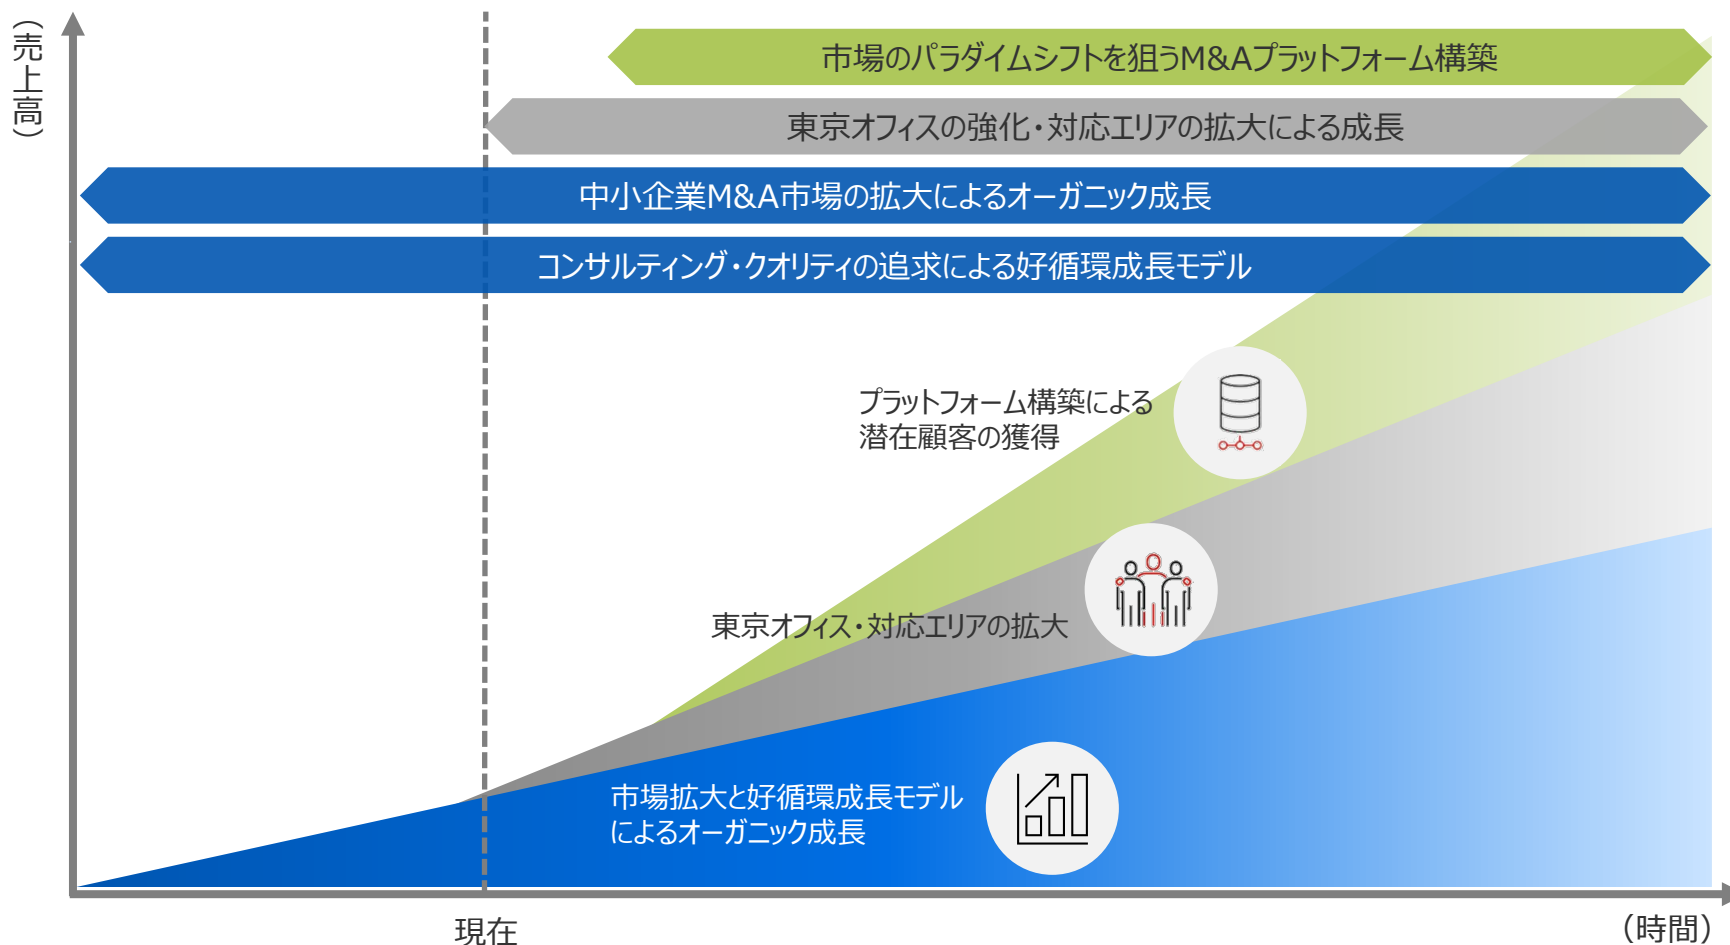 （売上高）
市場のパラダイムシフトを狙うM&Aプラットフォーム構築
東京オフィスの強化・対応エリアの拡大による成長
中小企業M&A市場の拡大によるオーガニック成長
コンサルティング・クオリティの追求による好循環成長モデル
プラットフォーム構築による
潜在顧客の獲得
東京オフィス・対応エリアの拡大
市場拡大と好循環成長モデル
によるオーガニック成長
現在
（時間）